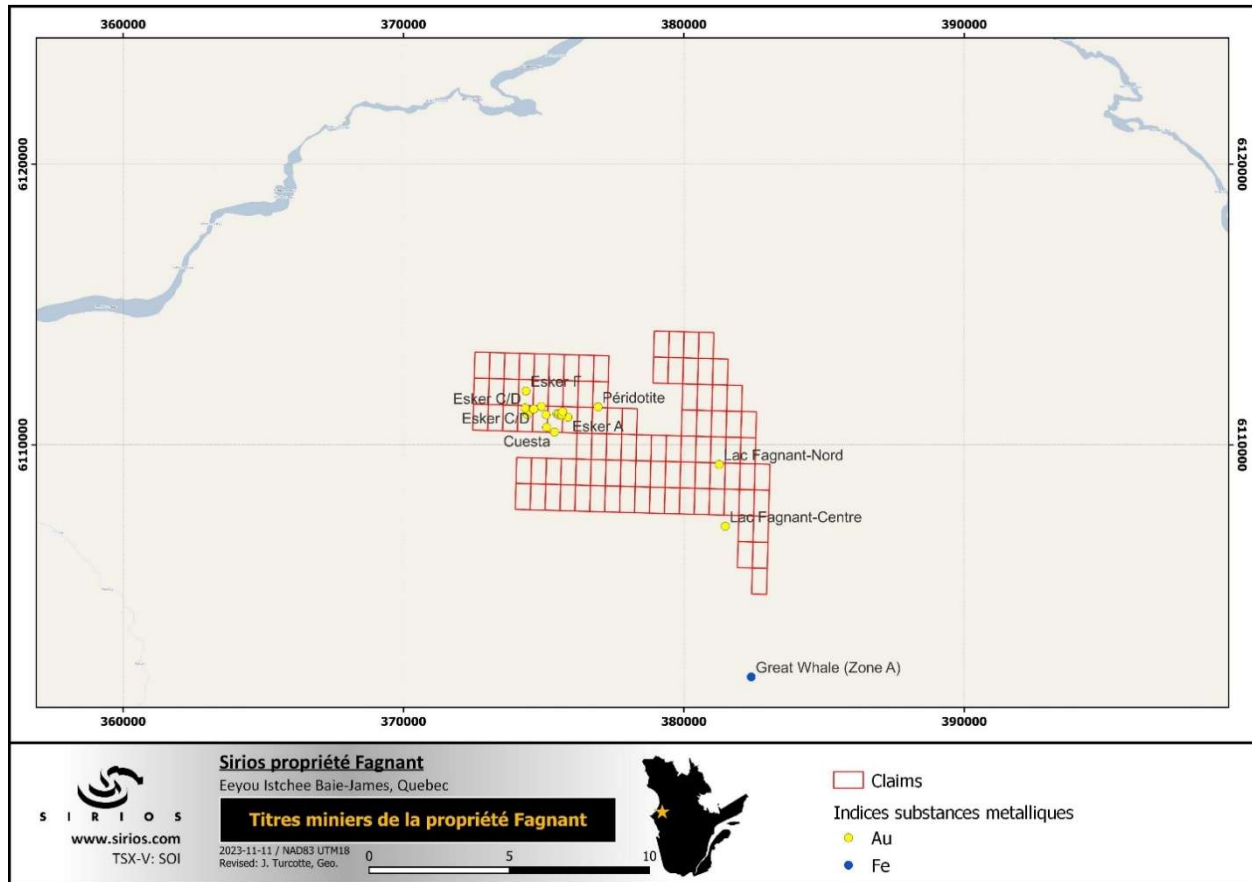 360000 370000 380000 390000
6120000 6120000
Esker F
Esker C/D Péridotite
Esker C/D Esker A
Cuesta
6110000 6110000
Lac Fagnant-Nord
Lac Fagnant-Centre
Great Whale (Zone A)
360000 370000 380000 390000
SIRIOS
www.sirios.com
TSX-V: SOI
Sirios propriété Fagnant
Eeyou Istchee Baie-James, Quebec
Titres miniers de la propriété Fagnant
2023-11-11 / NAD83 UTM18
Revised: J. Turcotte, Geo.
0 5 10
Claims
Indices substances metalliques
Au
Fe